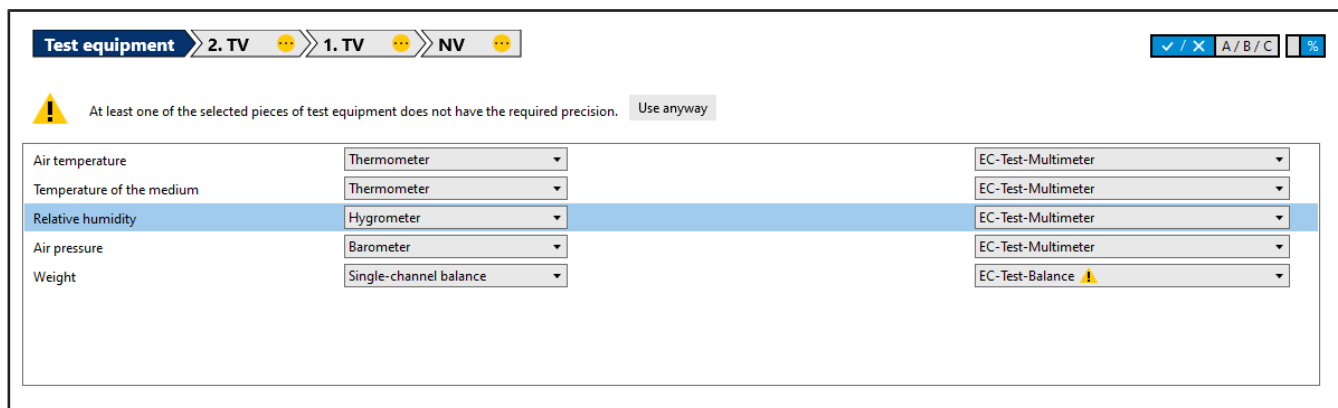 Test equipment 2. TV 1. TV NV ✓ / ✕ A / B / C %
At least one of the selected pieces of test equipment does not have the required precision. Use anyway
Air temperature Thermometer EC-Test-Multimeter
Temperature of the medium Thermometer EC-Test-Multimeter
Relative humidity Hygrometer EC-Test-Multimeter
Air pressure Barometer EC-Test-Multimeter
Weight Single-channel balance EC-Test-Balance